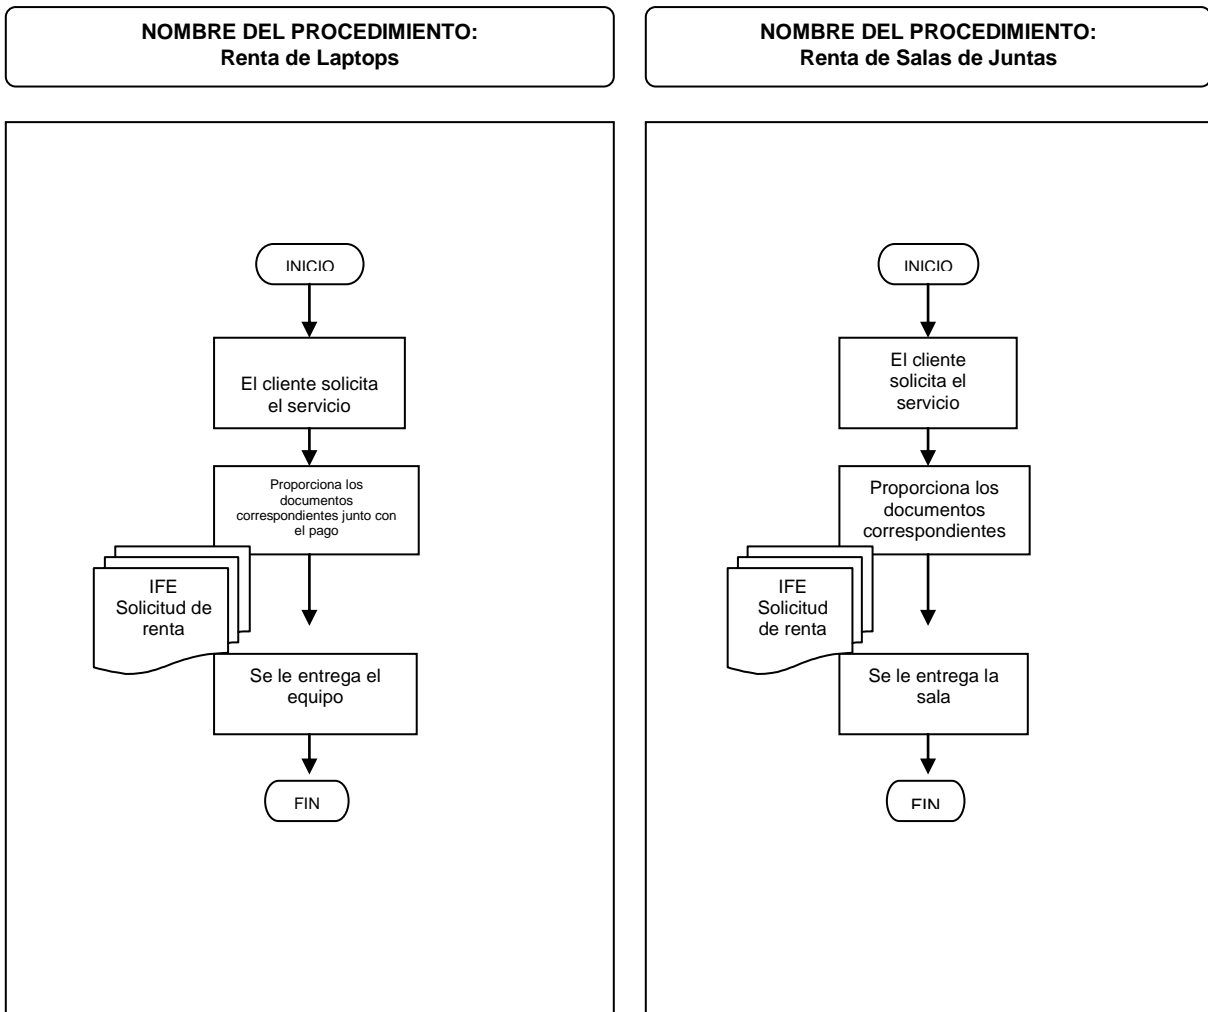 NOMBRE DEL PROCEDIMIENTO:
Renta de Laptops
INICIO
El cliente solicita
el servicio
Proporciona los
documentos
correspondientes junto con
el pago
IFE
Solicitud de
renta
Se le entrega el
equipo
FIN
NOMBRE DEL PROCEDIMIENTO:
Renta de Salas de Juntas
INICIO
El cliente
solicita el
servicio
Proporciona los
documentos
correspondientes
IFE
Solicitud
de renta
Se le entrega la
sala
FIN